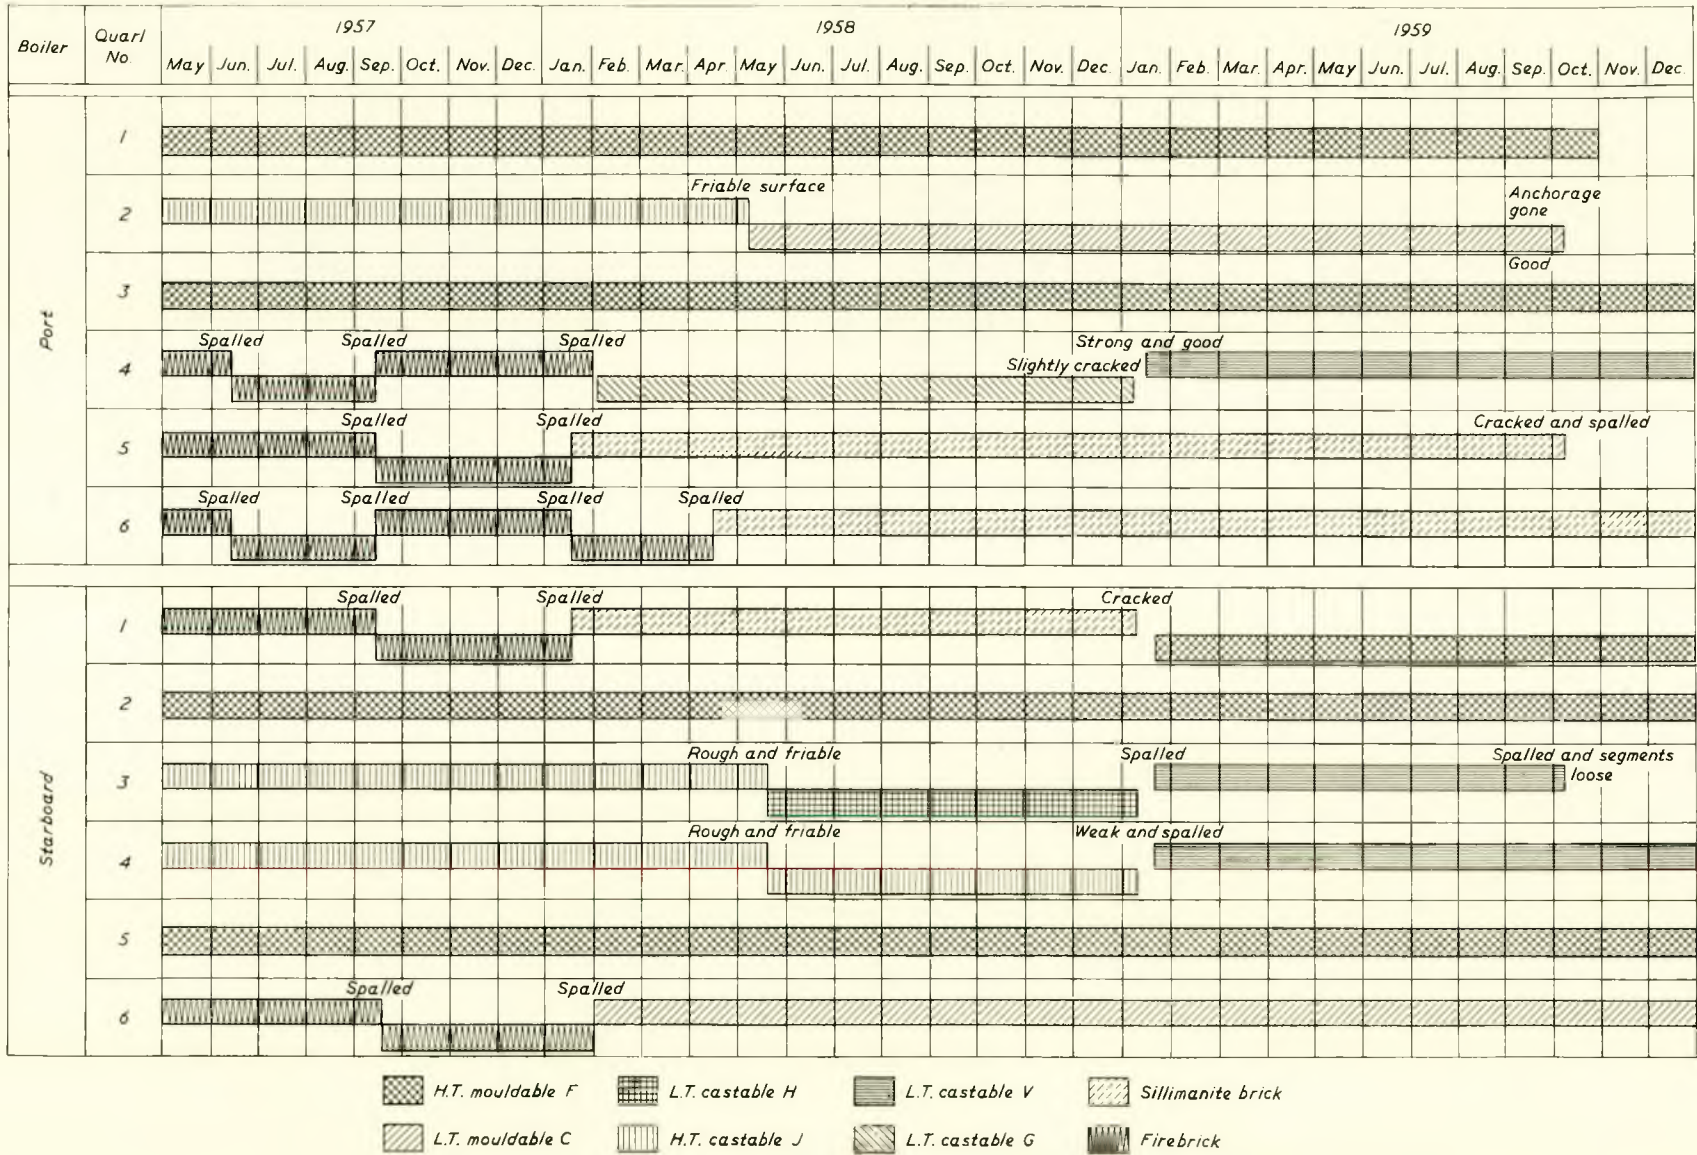 Boiler
Quarl No.
1957
1958
1959
May Jun. Jul. Aug. Sep. Oct. Nov. Dec. Jan. Feb. Mar. Apr. May Jun. Jul. Aug. Sep. Oct. Nov. Dec. Jan. Feb. Mar. Apr. May Jun. Jul. Aug. Sep. Oct. Nov. Dec.
Port
1
Friable surface
2
Anchorage
gone
Good
3
Spalled Spalled Spalled Strong and good
4
Slightly cracked
Spalled Spalled Cracked and spalled
5
Spalled Spalled Spalled Spalled
6
Starboard
Spalled Spalled Cracked
1
2
Rough and friable Spalled Spalled and segments
loose
3
Rough and friable Weak and spalled
4
5
Spalled Spalled
6
H.T. mouldable F L.T. castable H L.T. castable V Sillimanite brick
L.T. mouldable C H.T. castable J L.T. castable G Firebrick